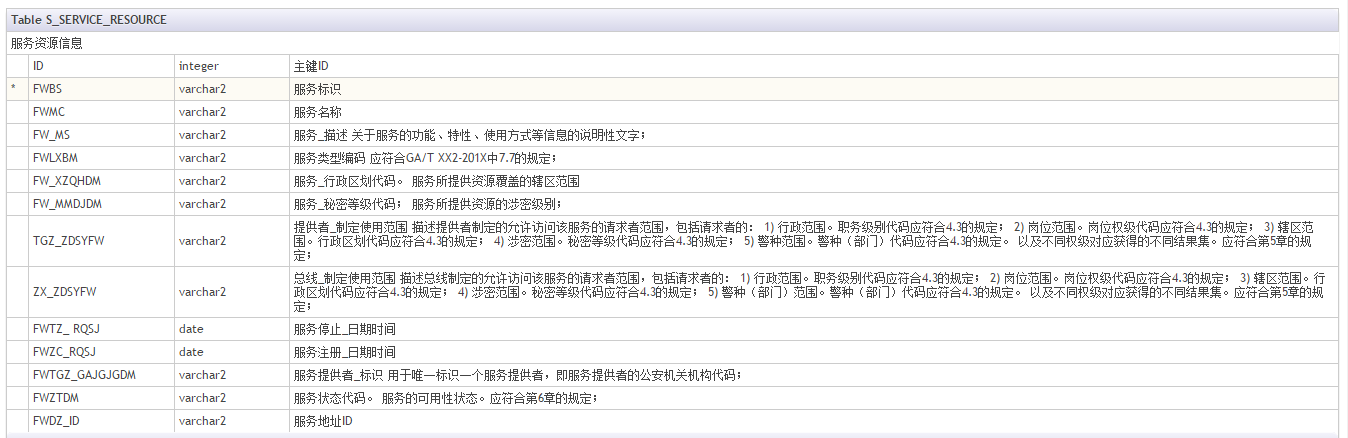 Table S_SERVICE_RESOURCE
服务资源信息
ID integer 主键ID
* FWBS varchar2 服务标识
FWMC varchar2 服务名称
FW_MS varchar2 服务_描述 关于服务的功能、特性、使用方式等信息的说明性文字；
FWLXBM varchar2 服务类型编码 应符合GA/T XX2-201X中7.7的规定；
FW_XZQHDM varchar2 服务_行政区划代码。 服务所提供资源覆盖的辖区范围
FW_MMDJDM varchar2 服务_秘密等级代码； 服务所提供资源的涉密级别；
提供者_制定使用范围 描述提供者制定的允许访问该服务的请求者范围，包括请求者的： 1) 行政范围。职务级别代码应符合4.3的规定； 2) 岗位范围。岗位权级代码应符合4.3的规定； 3) 辖区范
TGZ_ZDSYFW varchar2 围。行政区划代码应符合4.3的规定； 4) 涉密范围。秘密等级代码应符合4.3的规定； 5) 警种范围。警种（部门）代码应符合4.3的规定。 以及不同权级对应获得的不同结果集。应符合第5章的规
定；
总线_制定使用范围 描述总线制定的允许访问该服务的请求者范围，包括请求者的： 1) 行政范围。职务级别代码应符合4.3的规定； 2) 岗位范围。岗位权级代码应符合4.3的规定； 3) 辖区范围。行
ZX_ZDSYFW varchar2 政区划代码应符合4.3的规定； 4) 涉密范围。秘密等级代码应符合4.3的规定； 5) 警种（部门）范围。警种（部门）代码应符合4.3的规定。 以及不同权级对应获得的不同结果集。应符合第5章的规
定；
FWTZ_ RQSJ date 服务停止_日期时间
FWZC_RQSJ date 服务注册_日期时间
FWTGZ_GAJGJGDM varchar2 服务提供者_标识 用于唯一标识一个服务提供者，即服务提供者的公安机关机构代码；
FWZTDM varchar2 服务状态代码。 服务的可用性状态。应符合第6章的规定；
FWDZ_ID varchar2 服务地址ID